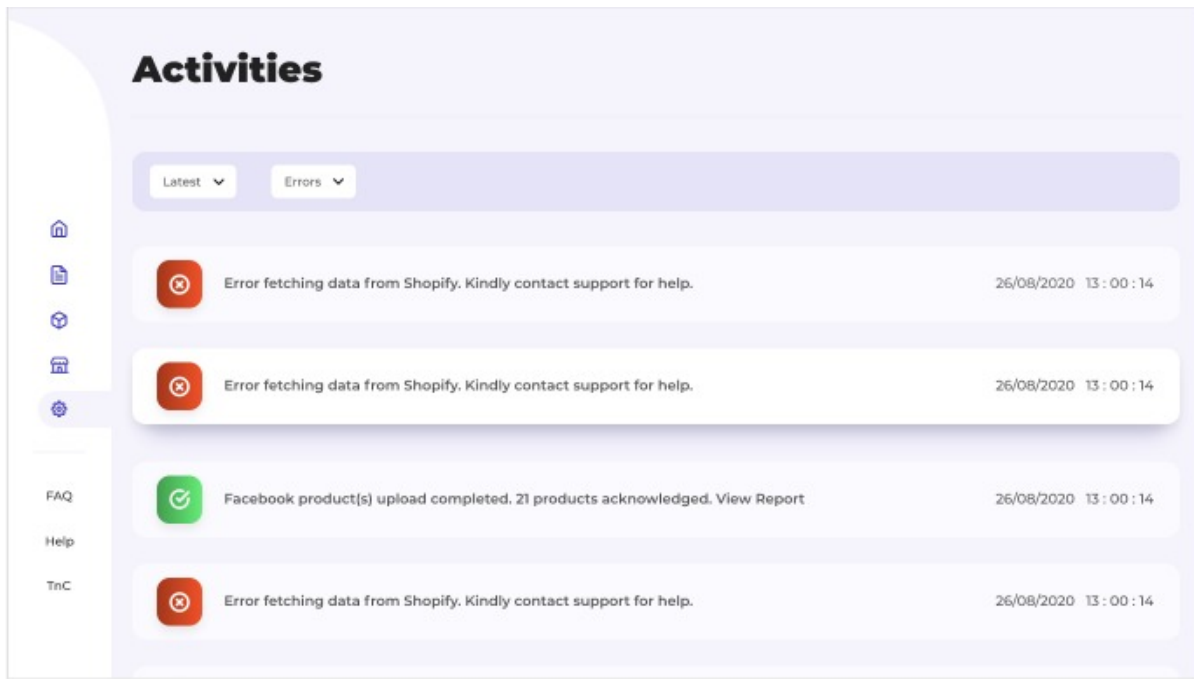 Activities
Latest Errors
Error fetching data from Shopify. Kindly contact support for help. 26/08/2020 13 : 00 : 14
Error fetching data from Shopify. Kindly contact support for help. 26/08/2020 13 : 00 : 14
Facebook product(s) upload completed. 21 products acknowledged. View Report 26/08/2020 13 : 00 : 14
Error fetching data from Shopify. Kindly contact support for help. 26/08/2020 13 : 00 : 14
FAQ
Help
TnC